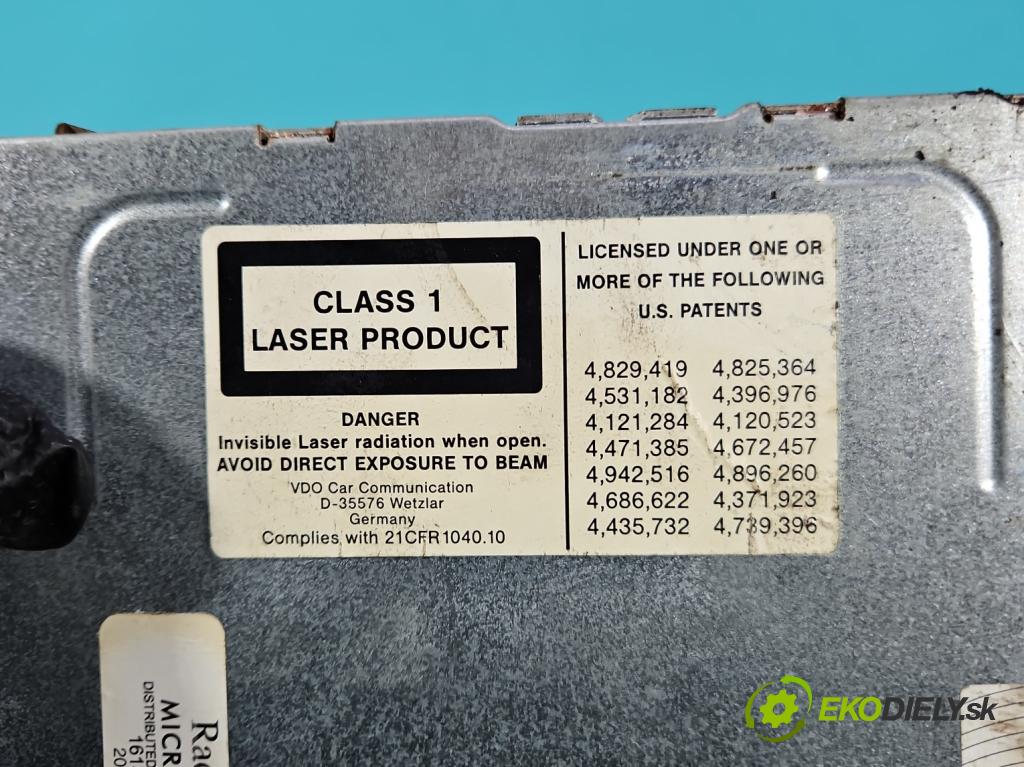 CLASS 1
LASER PRODUCT
DANGER
Invisible Laser radiation when open.
AVOID DIRECT EXPOSURE TO BEAM
VDO Car Communication
D-35576 Wetzlar
Germany
Complies with 21CFR1040.10
LICENSED UNDER ONE OR
MORE OF THE FOLLOWING
U.S. PATENTS
4,829,419 4,825,364
4,531,182 4,396,976
4,121,284 4,120,523
4,471,385 4,672,457
4,942,516 4,896,260
4,686,622 4,371,923
4,435,732 4,739,396
DISTRIBUTED
EKODIELY.sk